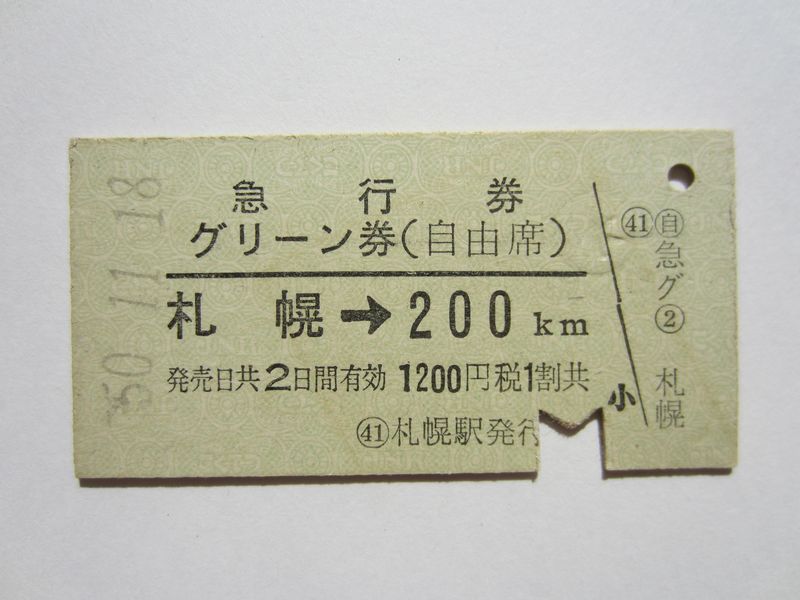 急行券
グリーン券(自由席)
札幌→200km
発売日共2日間有効 1200円税1割共
㊶札幌駅発行
小
50.11.18
㊶
自急グ② 札幌